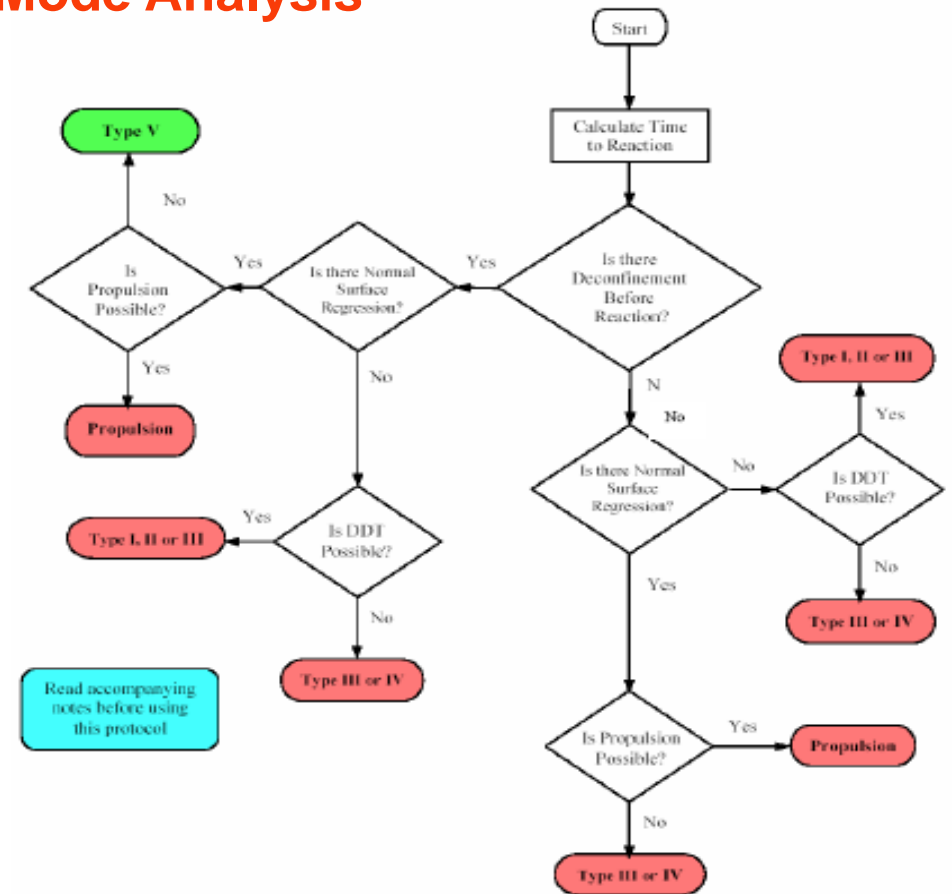 Mode Analysis
Start
Calculate Time
to Reaction
Type V
No
Is there
Deconfinement
Before
Reaction?
Yes
Is there Normal
Surface
Regression?
Yes
Is
Propulsion
Possible?
Yes
Propulsion
No
Is DDT
Possible?
Yes
Type I, II or III
No
Type III or IV
N
No
Is there Normal
Surface
Regression?
No
Is DDT
Possible?
Yes
Type I, II or III
No
Type III or IV
Yes
Is Propulsion
Possible?
Yes
Propulsion
No
Type III or IV
Read accompanying
notes before using
this protocol